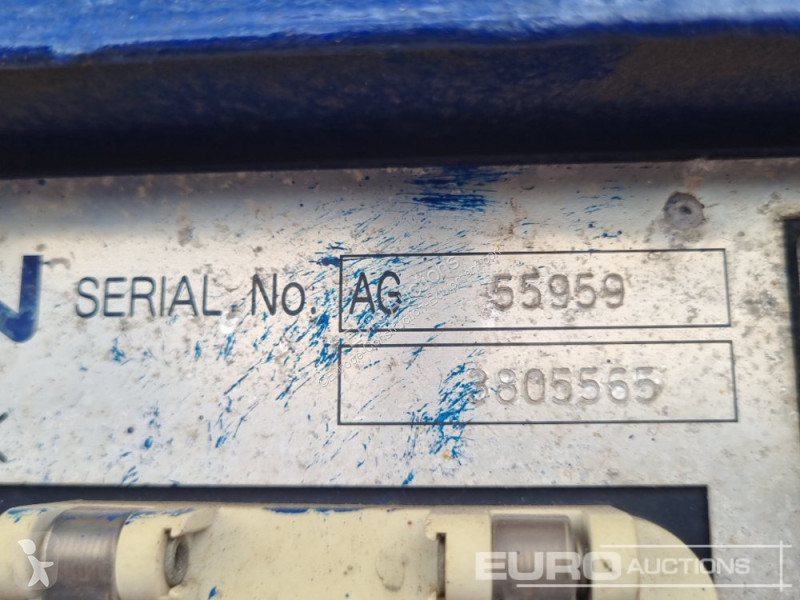 N SERIAL No. AG 55959
3805565
EURO AUCTIONS